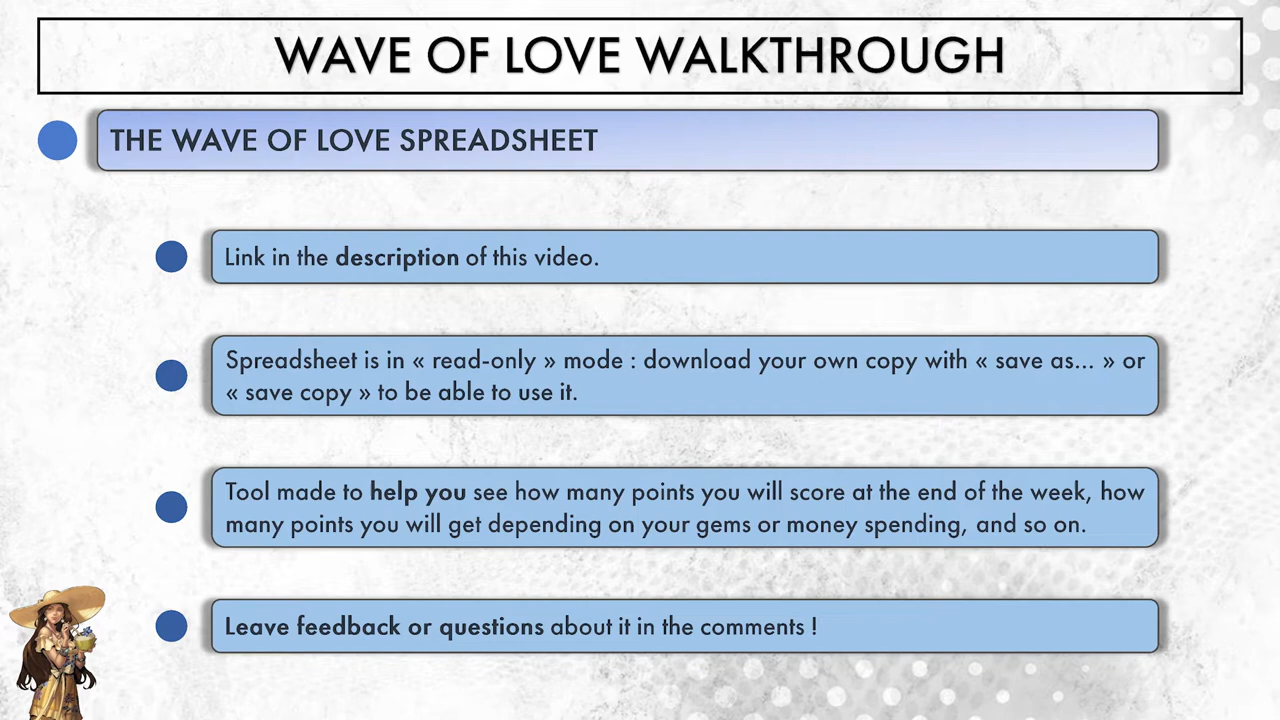 WAVE OF LOVE WALKTHROUGH
THE WAVE OF LOVE SPREADSHEET
Link in the description of this video.
Spreadsheet is in « read-only » mode : download your own copy with « save as... » or
« save copy » to be able to use it.
Tool made to help you see how many points you will score at the end of the week, how
many points you will get depending on your gems or money spending, and so on.
Leave feedback or questions about it in the comments !